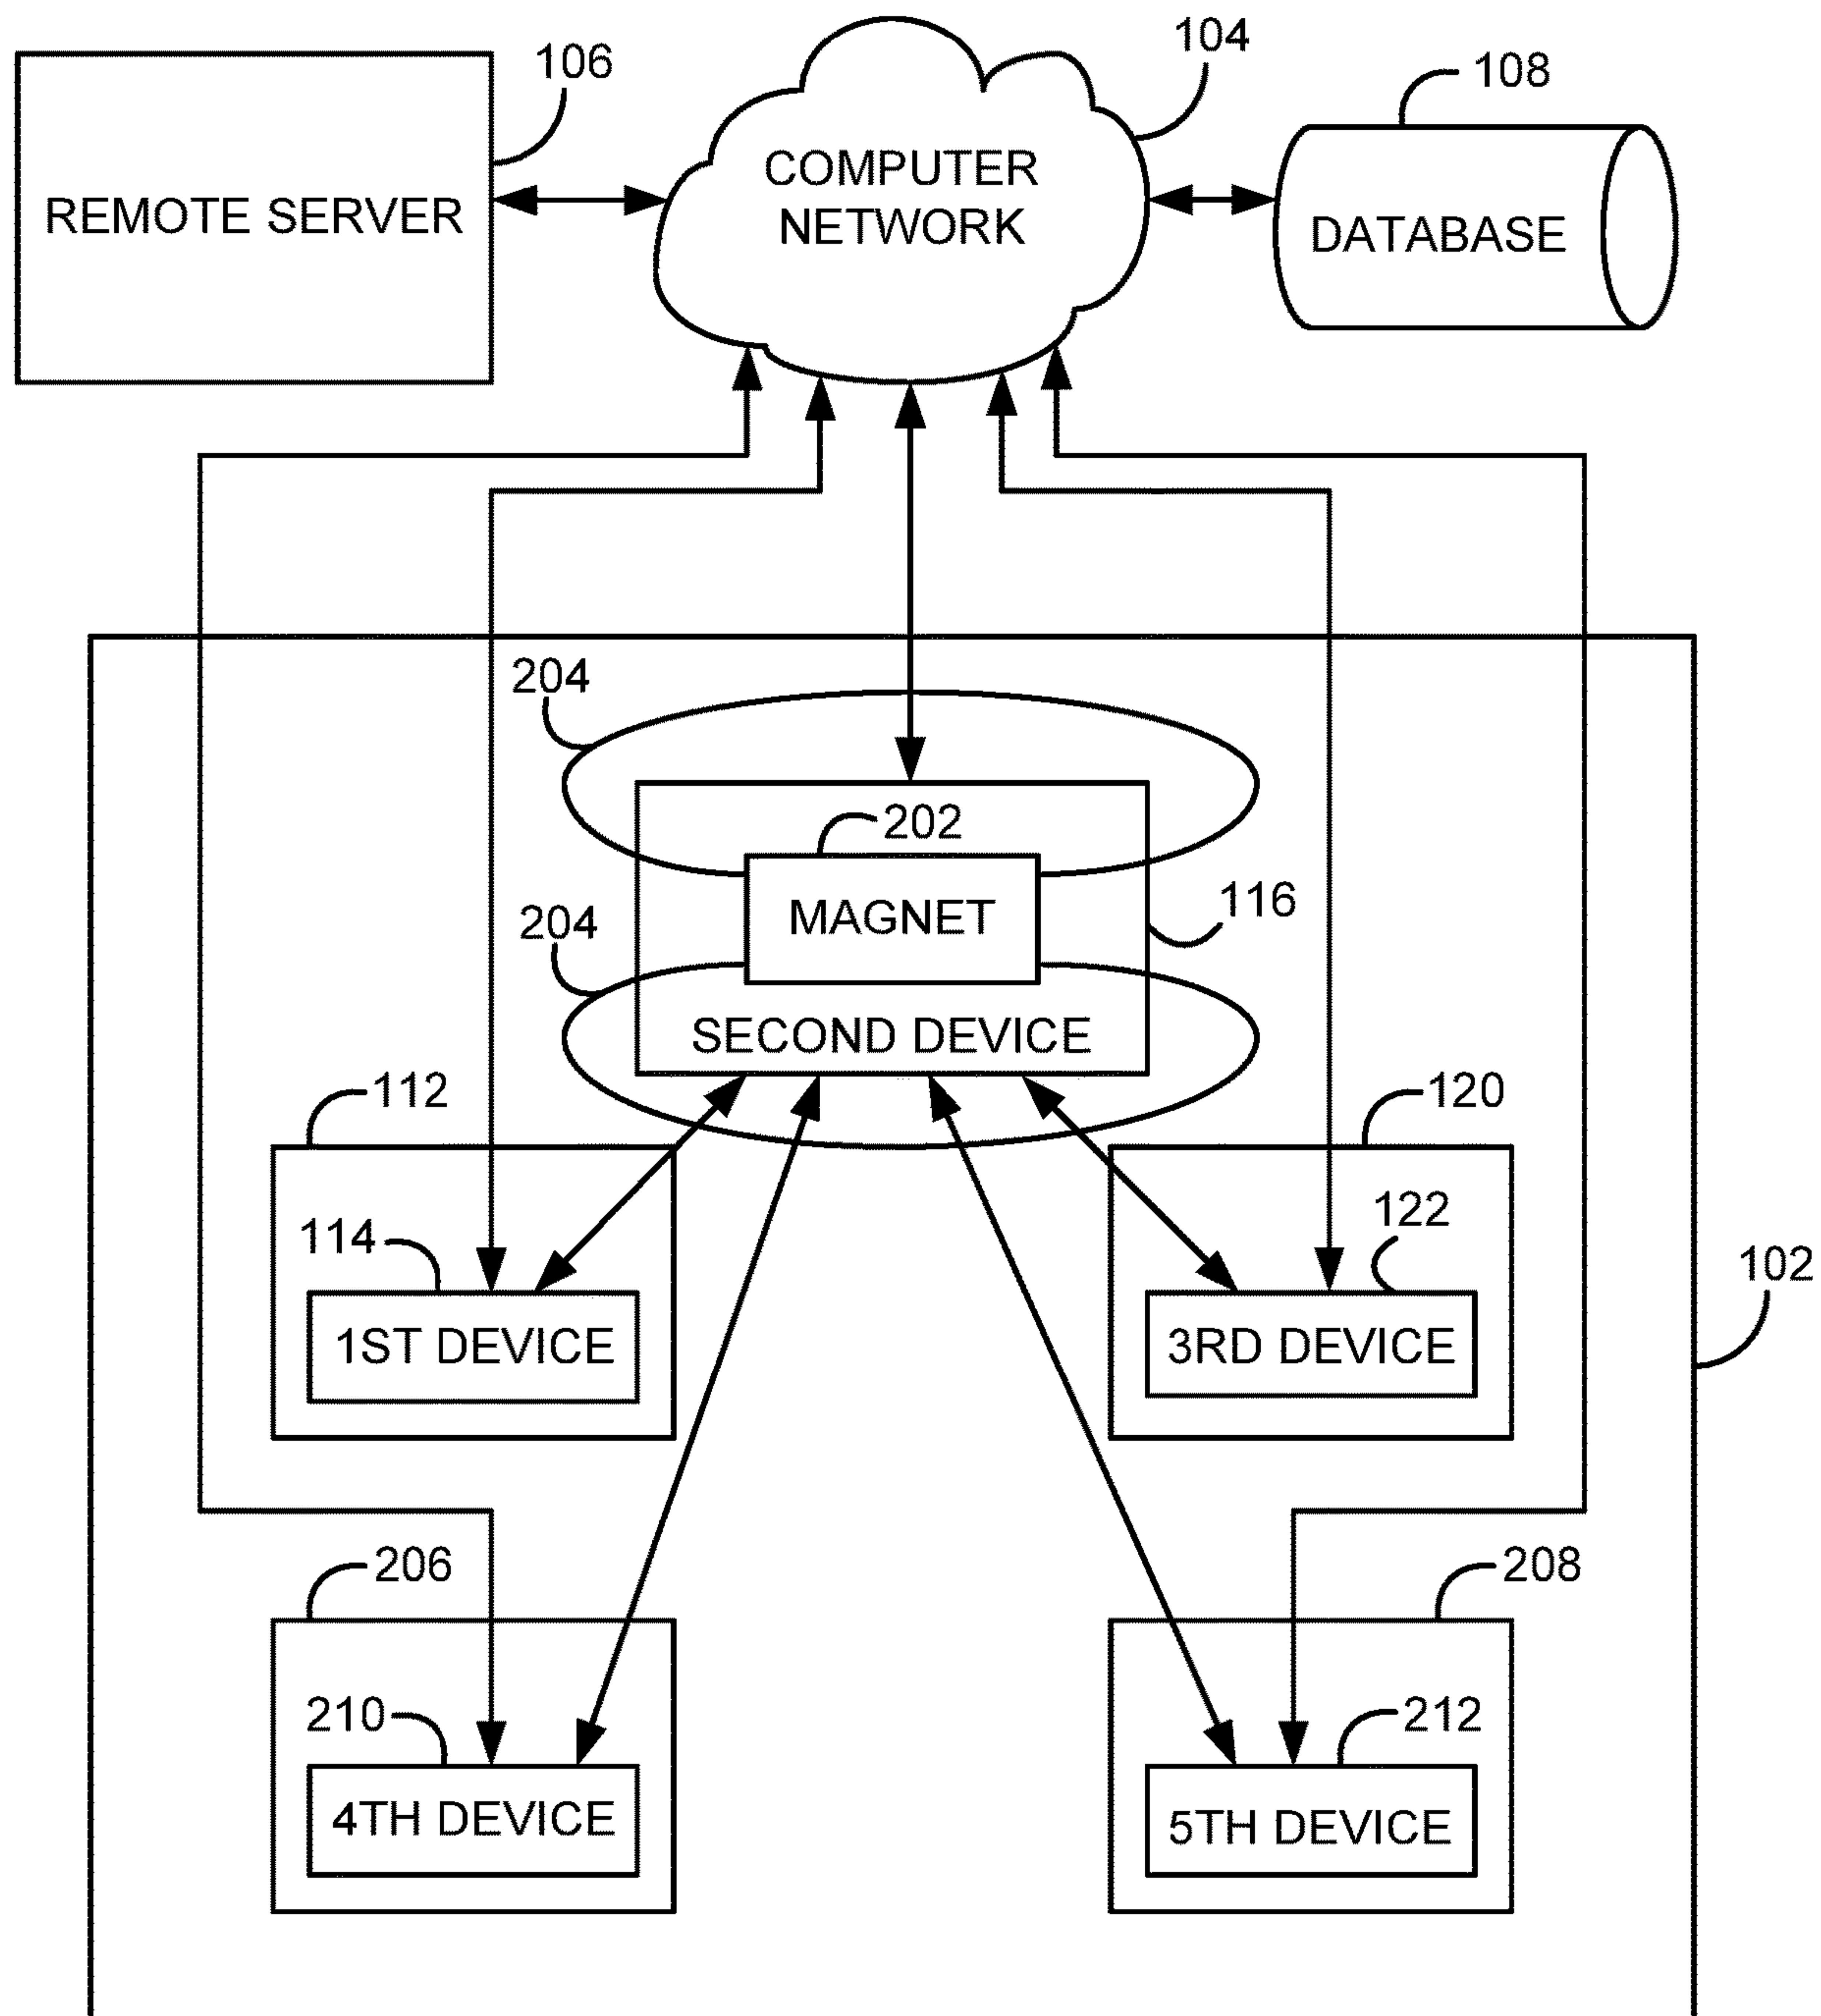 104
106
108
COMPUTER
NETWORK
REMOTE SERVER
DATABASE
204
202
MAGNET
116
204
SECOND DEVICE
112
120
114
122
102
1ST DEVICE
3RD DEVICE
206
208
210
212
4TH DEVICE
5TH DEVICE